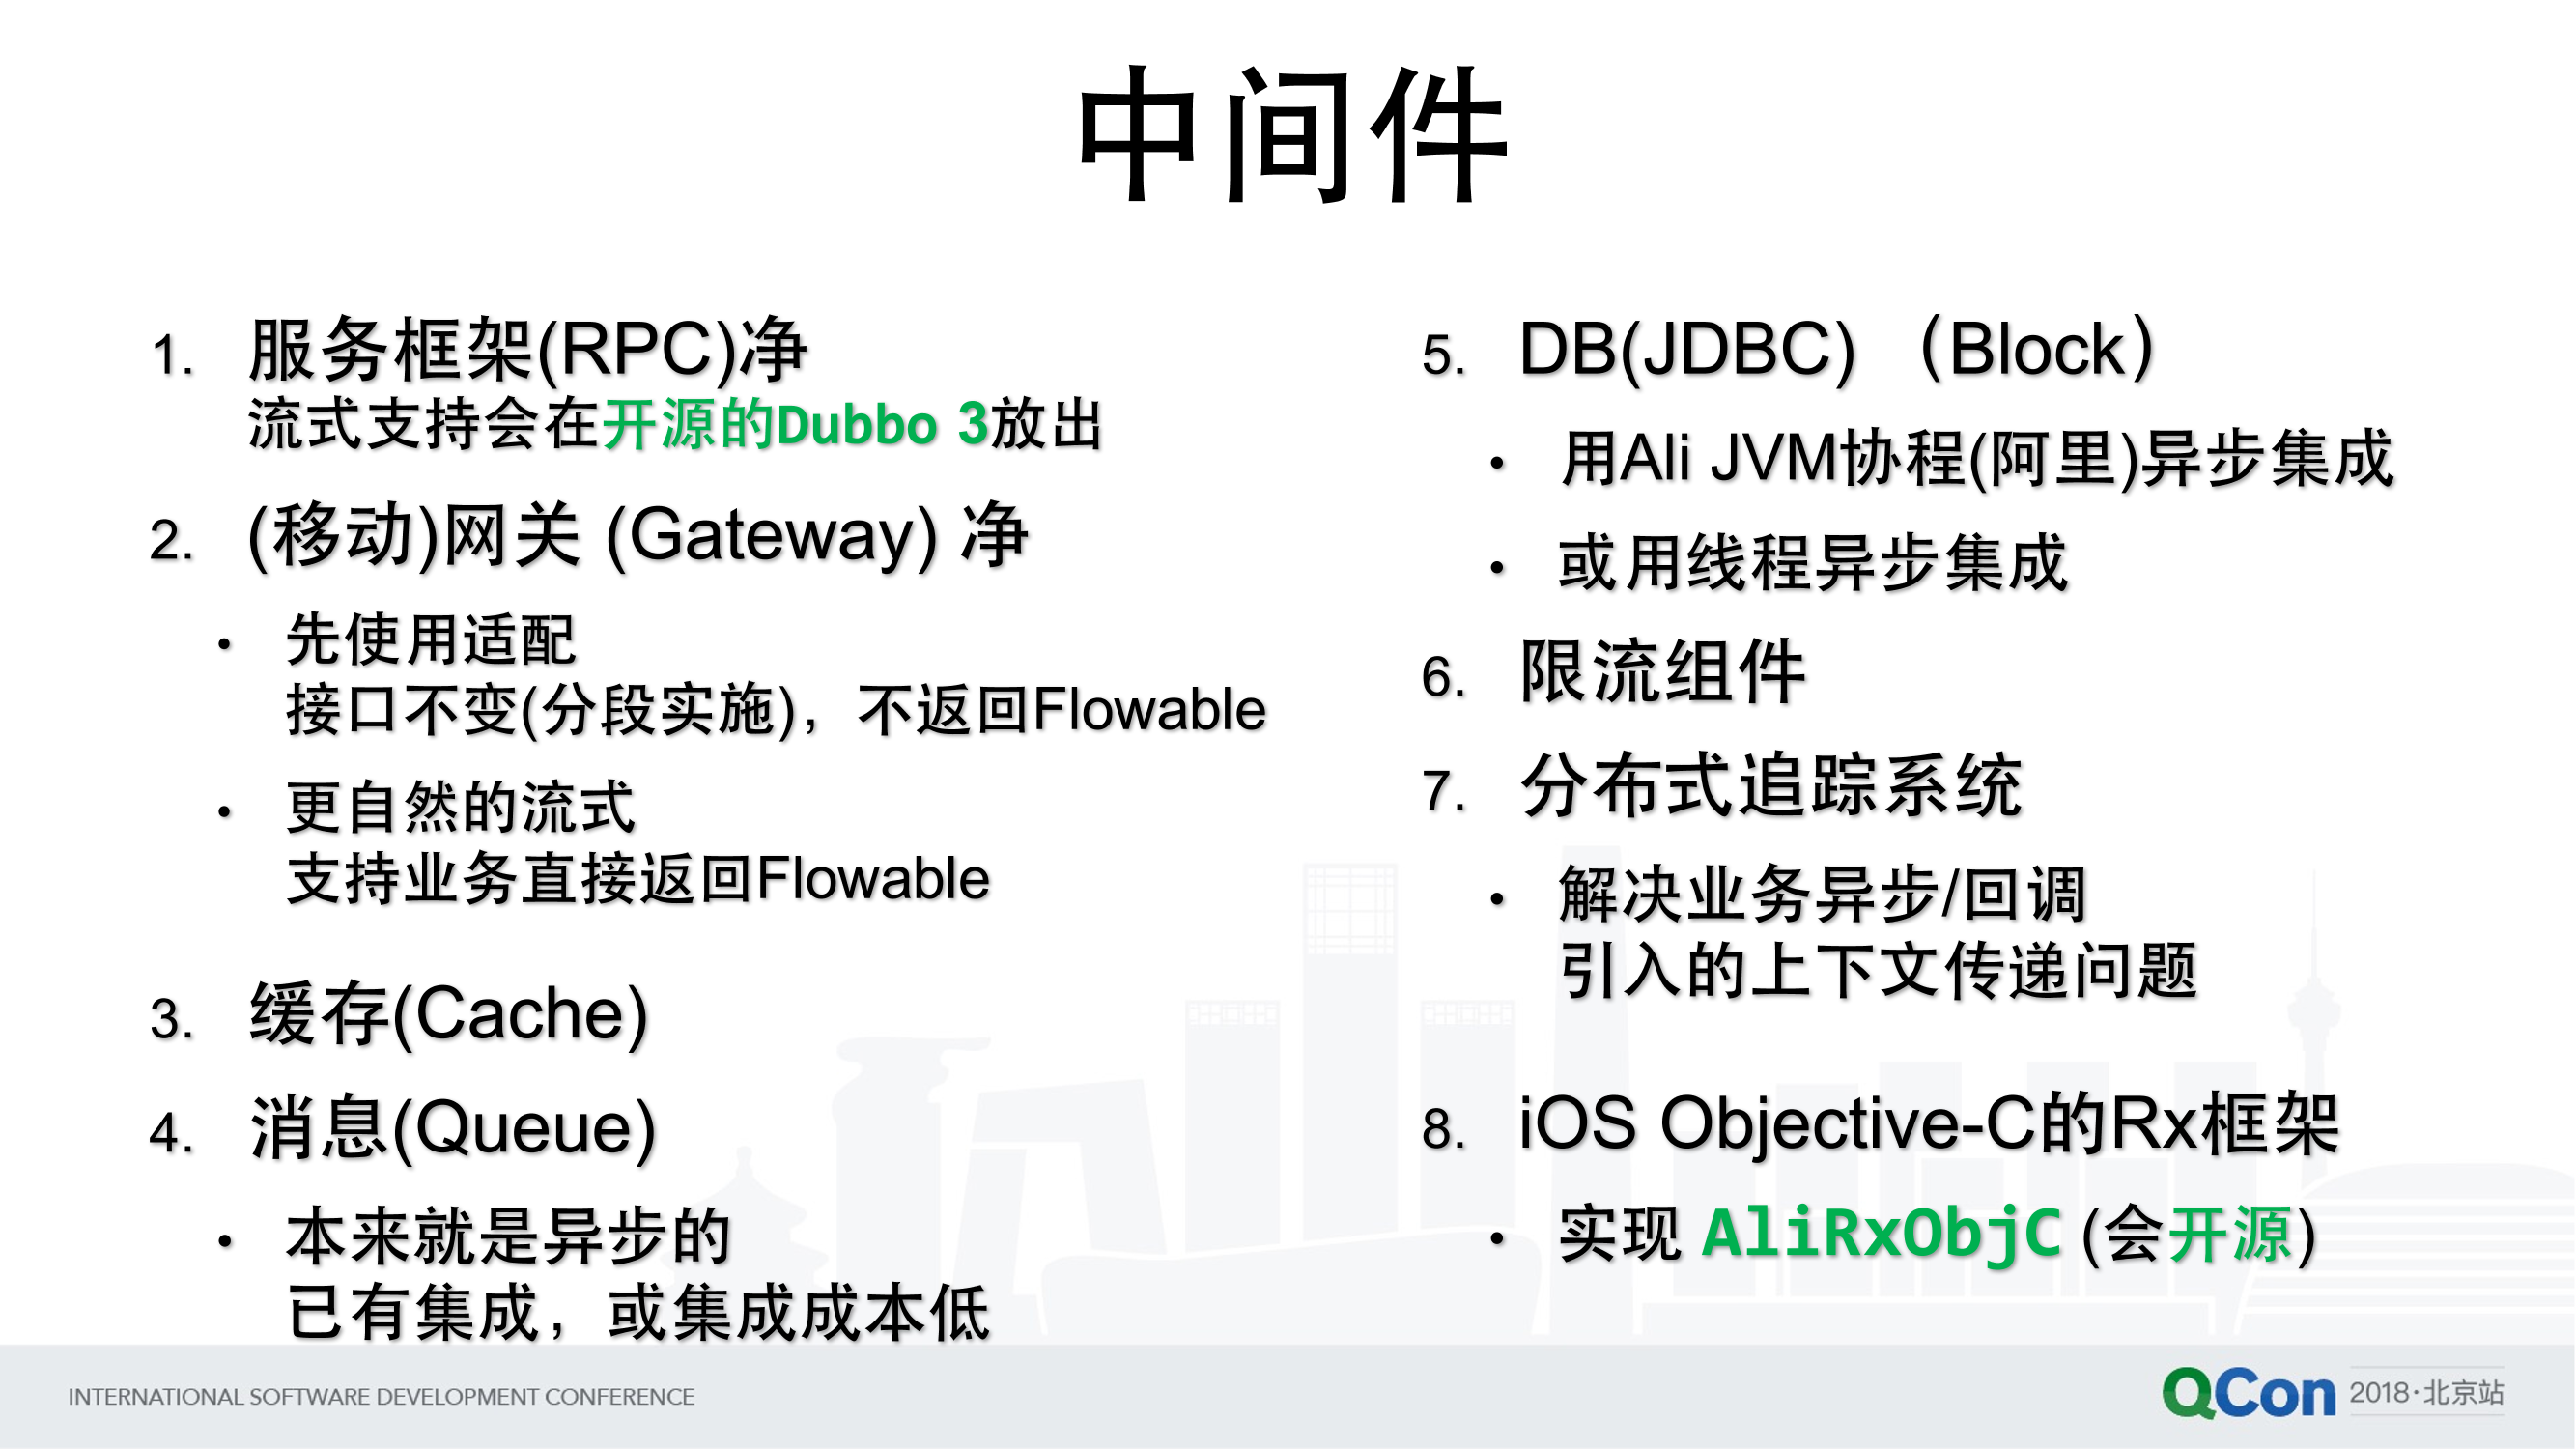 中间件
1. 服务框架(RPC)净
流式支持会在开源的Dubbo 3放出
2. (移动)网关 (Gateway) 净
• 先使用适配
接口不变(分段实施)，不返回Flowable
• 更自然的流式
支持业务直接返回Flowable
3. 缓存(Cache)
4. 消息(Queue)
• 本来就是异步的
已有集成，或集成成本低
5. DB(JDBC) （Block）
• 用Ali JVM协程(阿里)异步集成
• 或用线程异步集成
6. 限流组件
7. 分布式追踪系统
• 解决业务异步/回调
引入的上下文传递问题
8. iOS Objective-C的Rx框架
• 实现 AliRxObjC (会开源)
INTERNATIONAL SOFTWARE DEVELOPMENT CONFERENCE
QCon 2018·北京站